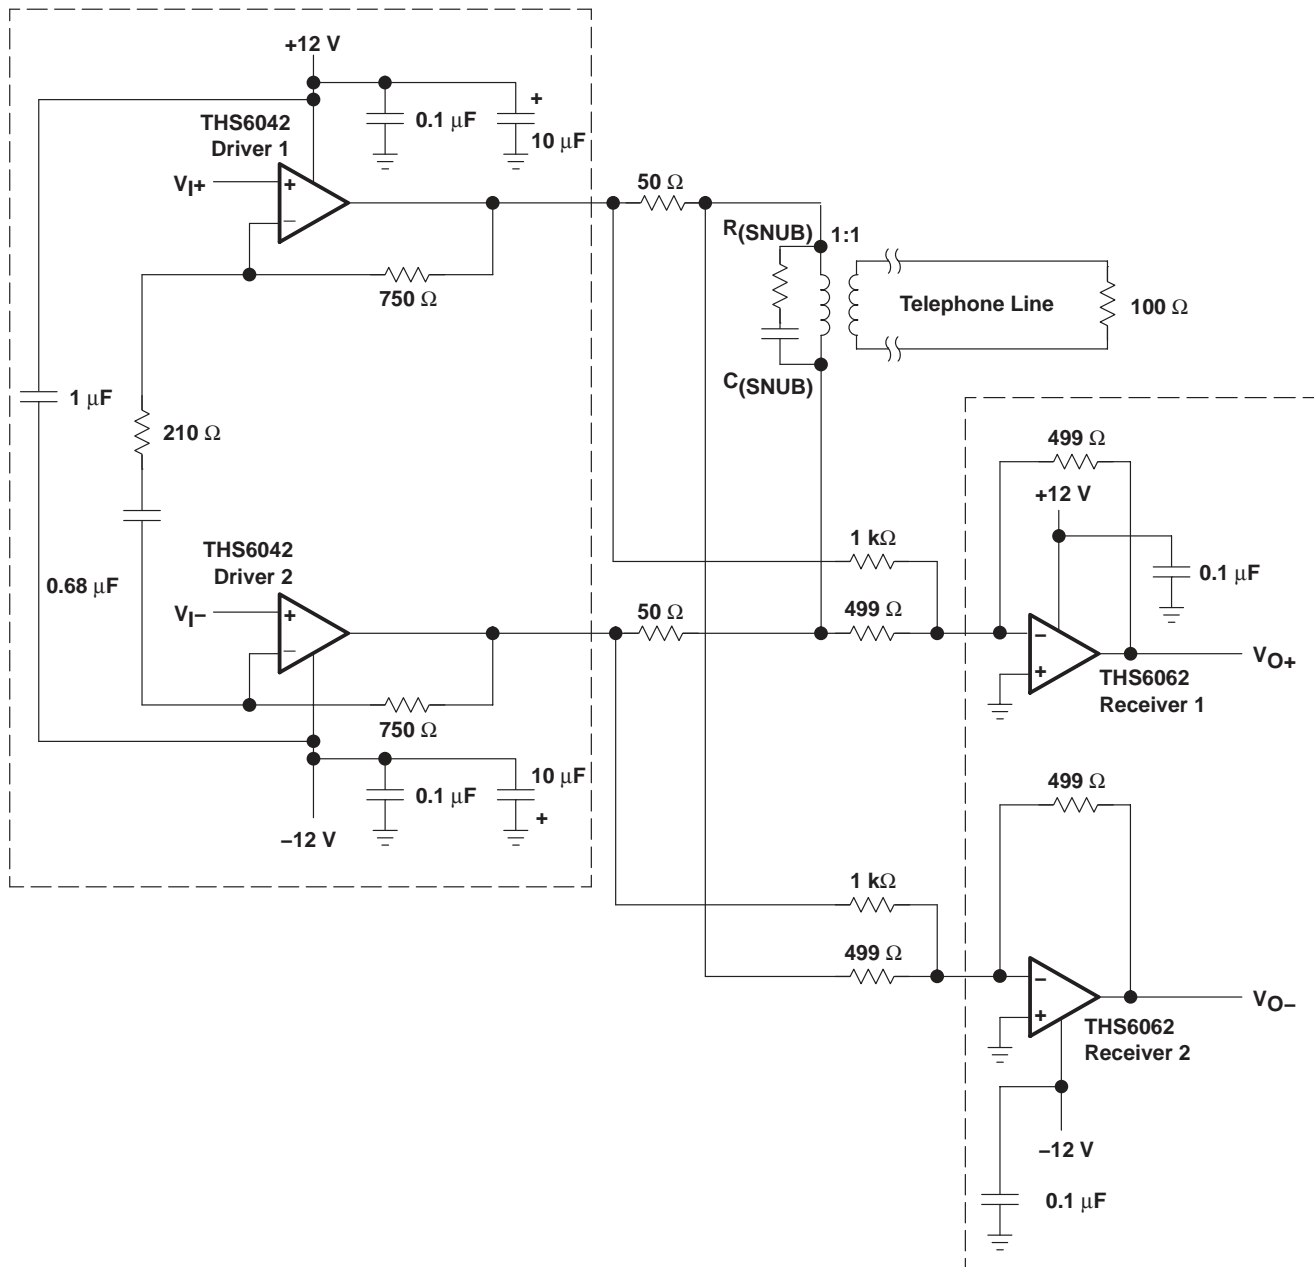 +12 V
THS6042
Driver 1
0.1 µF
+
10 µF
VI+
+
−
750 Ω
50 Ω
R(SNUB)
1:1
Telephone Line
100 Ω
C(SNUB)
1 µF
210 Ω
0.68 µF
THS6042
Driver 2
VI−
+
−
750 Ω
50 Ω
1 kΩ
499 Ω
499 Ω
+12 V
0.1 µF
−
+
VO+
THS6062
Receiver 1
−12 V
0.1 µF
10 µF
+
1 kΩ
499 Ω
499 Ω
−
+
VO−
THS6062
Receiver 2
−12 V
0.1 µF